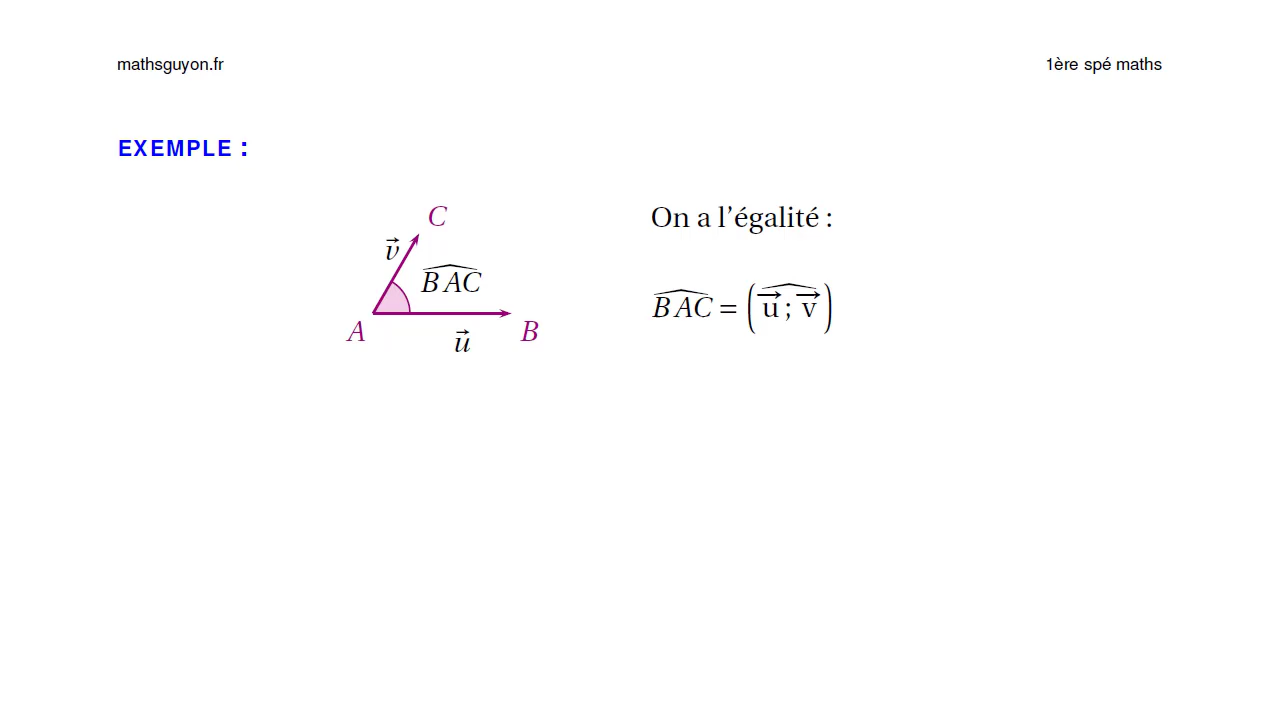 mathsguyon.fr
1ère spé maths
EXEMPLE :
C
v⃗
BAC
A
u⃗
B
On a l’égalité :
BAC = (u⃗ ; v⃗)